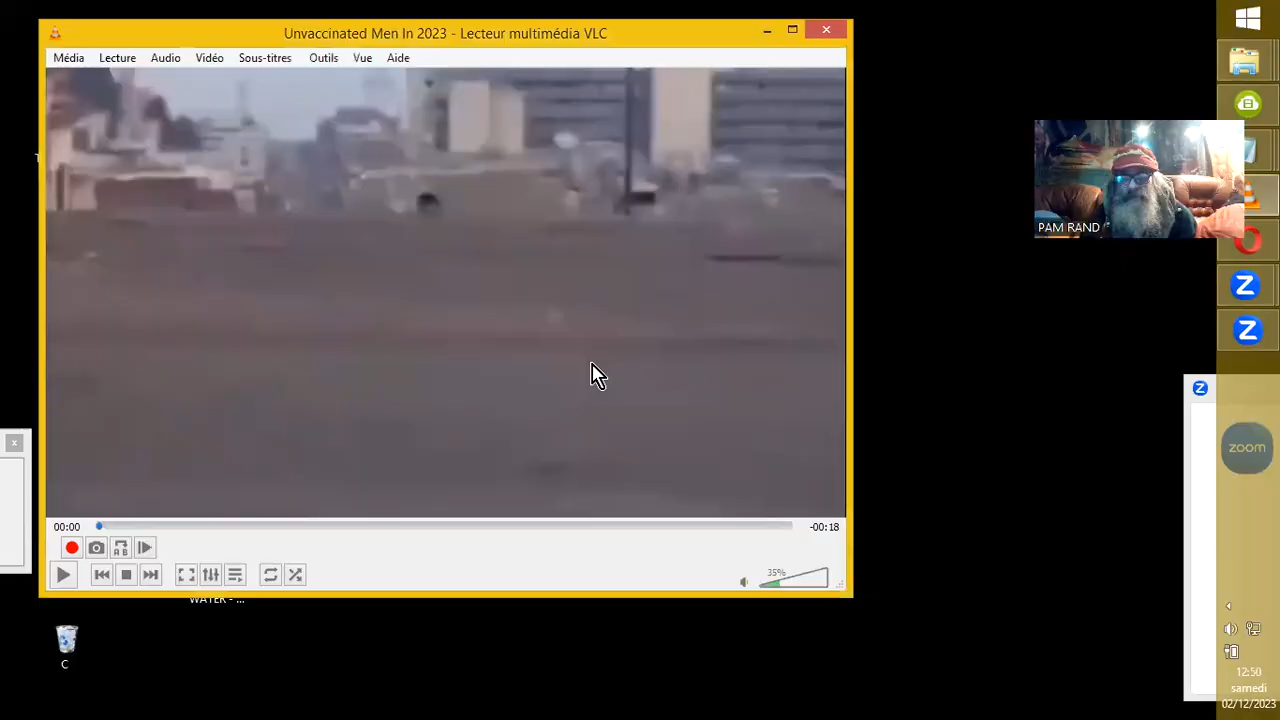 Unvaccinated Men In 2023 - Lecteur multimédia VLC
Média Lecture Audio Vidéo Sous-titres Outils Vue Aide
PAM RAND
00:00
-00:18
35%
WATER - ...
C
zoom
12:50
samedi
02/12/2023